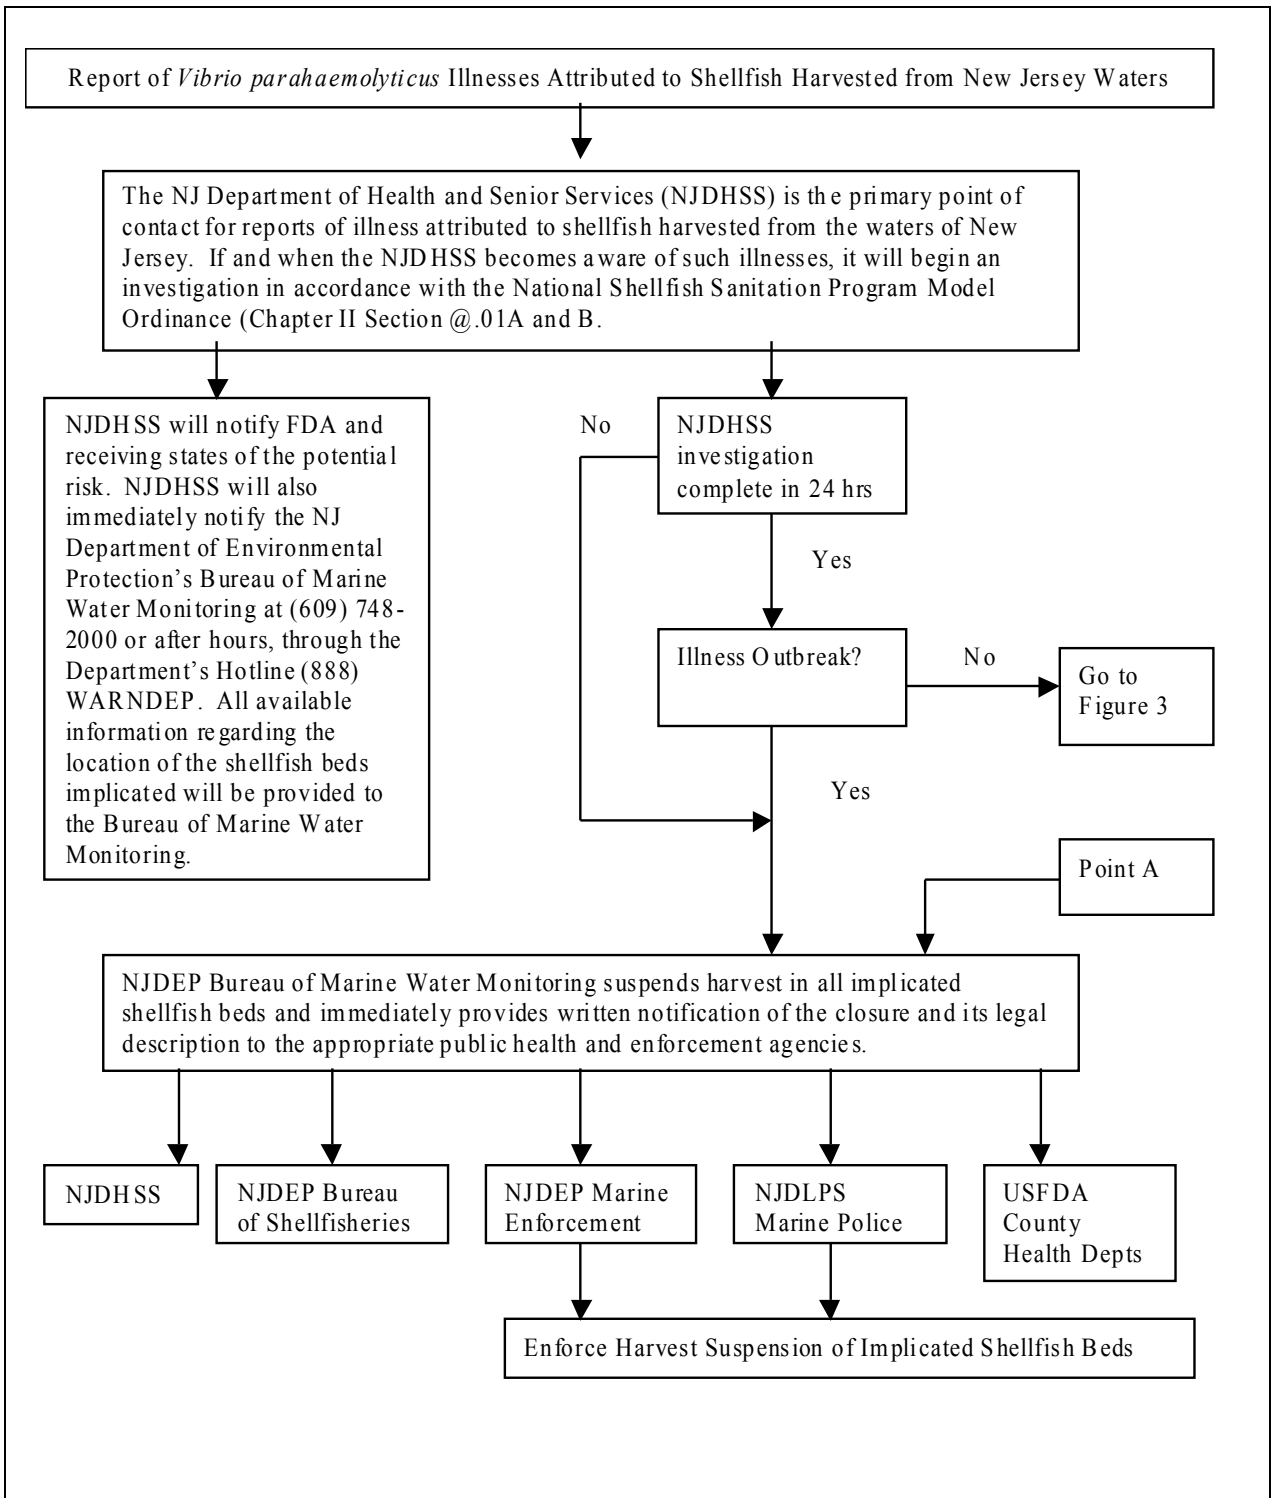 Report of Vibrio parahaemolyticus Illnesses Attributed to Shellfish Harvested from New Jersey Waters
The NJ Department of Health and Senior Services (NJDHSS) is the primary point of
contact for reports of illness attributed to shellfish harvested from the waters of New
Jersey. If and when the NJDHSS becomes aware of such illnesses, it will begin an
investigation in accordance with the National Shellfish Sanitation Program Model
Ordinance (Chapter II Section @.01A and B.
NJDHSS will notify FDA and
receiving states of the potential
risk. NJDHSS will also
immediately notify the NJ
Department of Environmental
Protection's Bureau of Marine
Water Monitoring at (609) 748-
2000 or after hours, through the
Department's Hotline (888)
WARNDEP. All available
information regarding the
location of the shellfish beds
implicated will be provided to
the Bureau of Marine Water
Monitoring.
No
NJDHSS
investigation
complete in 24 hrs
Yes
Illness Outbreak?
No
Go to
Figure 3
Yes
Point A
NJDEP Bureau of Marine Water Monitoring suspends harvest in all implicated
shellfish beds and immediately provides written notification of the closure and its legal
description to the appropriate public health and enforcement agencies.
NJDHSS
NJDEP Bureau
of Shellfisheries
NJDEP Marine
Enforcement
NJDLPS
Marine Police
USFDA
County
Health Depts
Enforce Harvest Suspension of Implicated Shellfish Beds